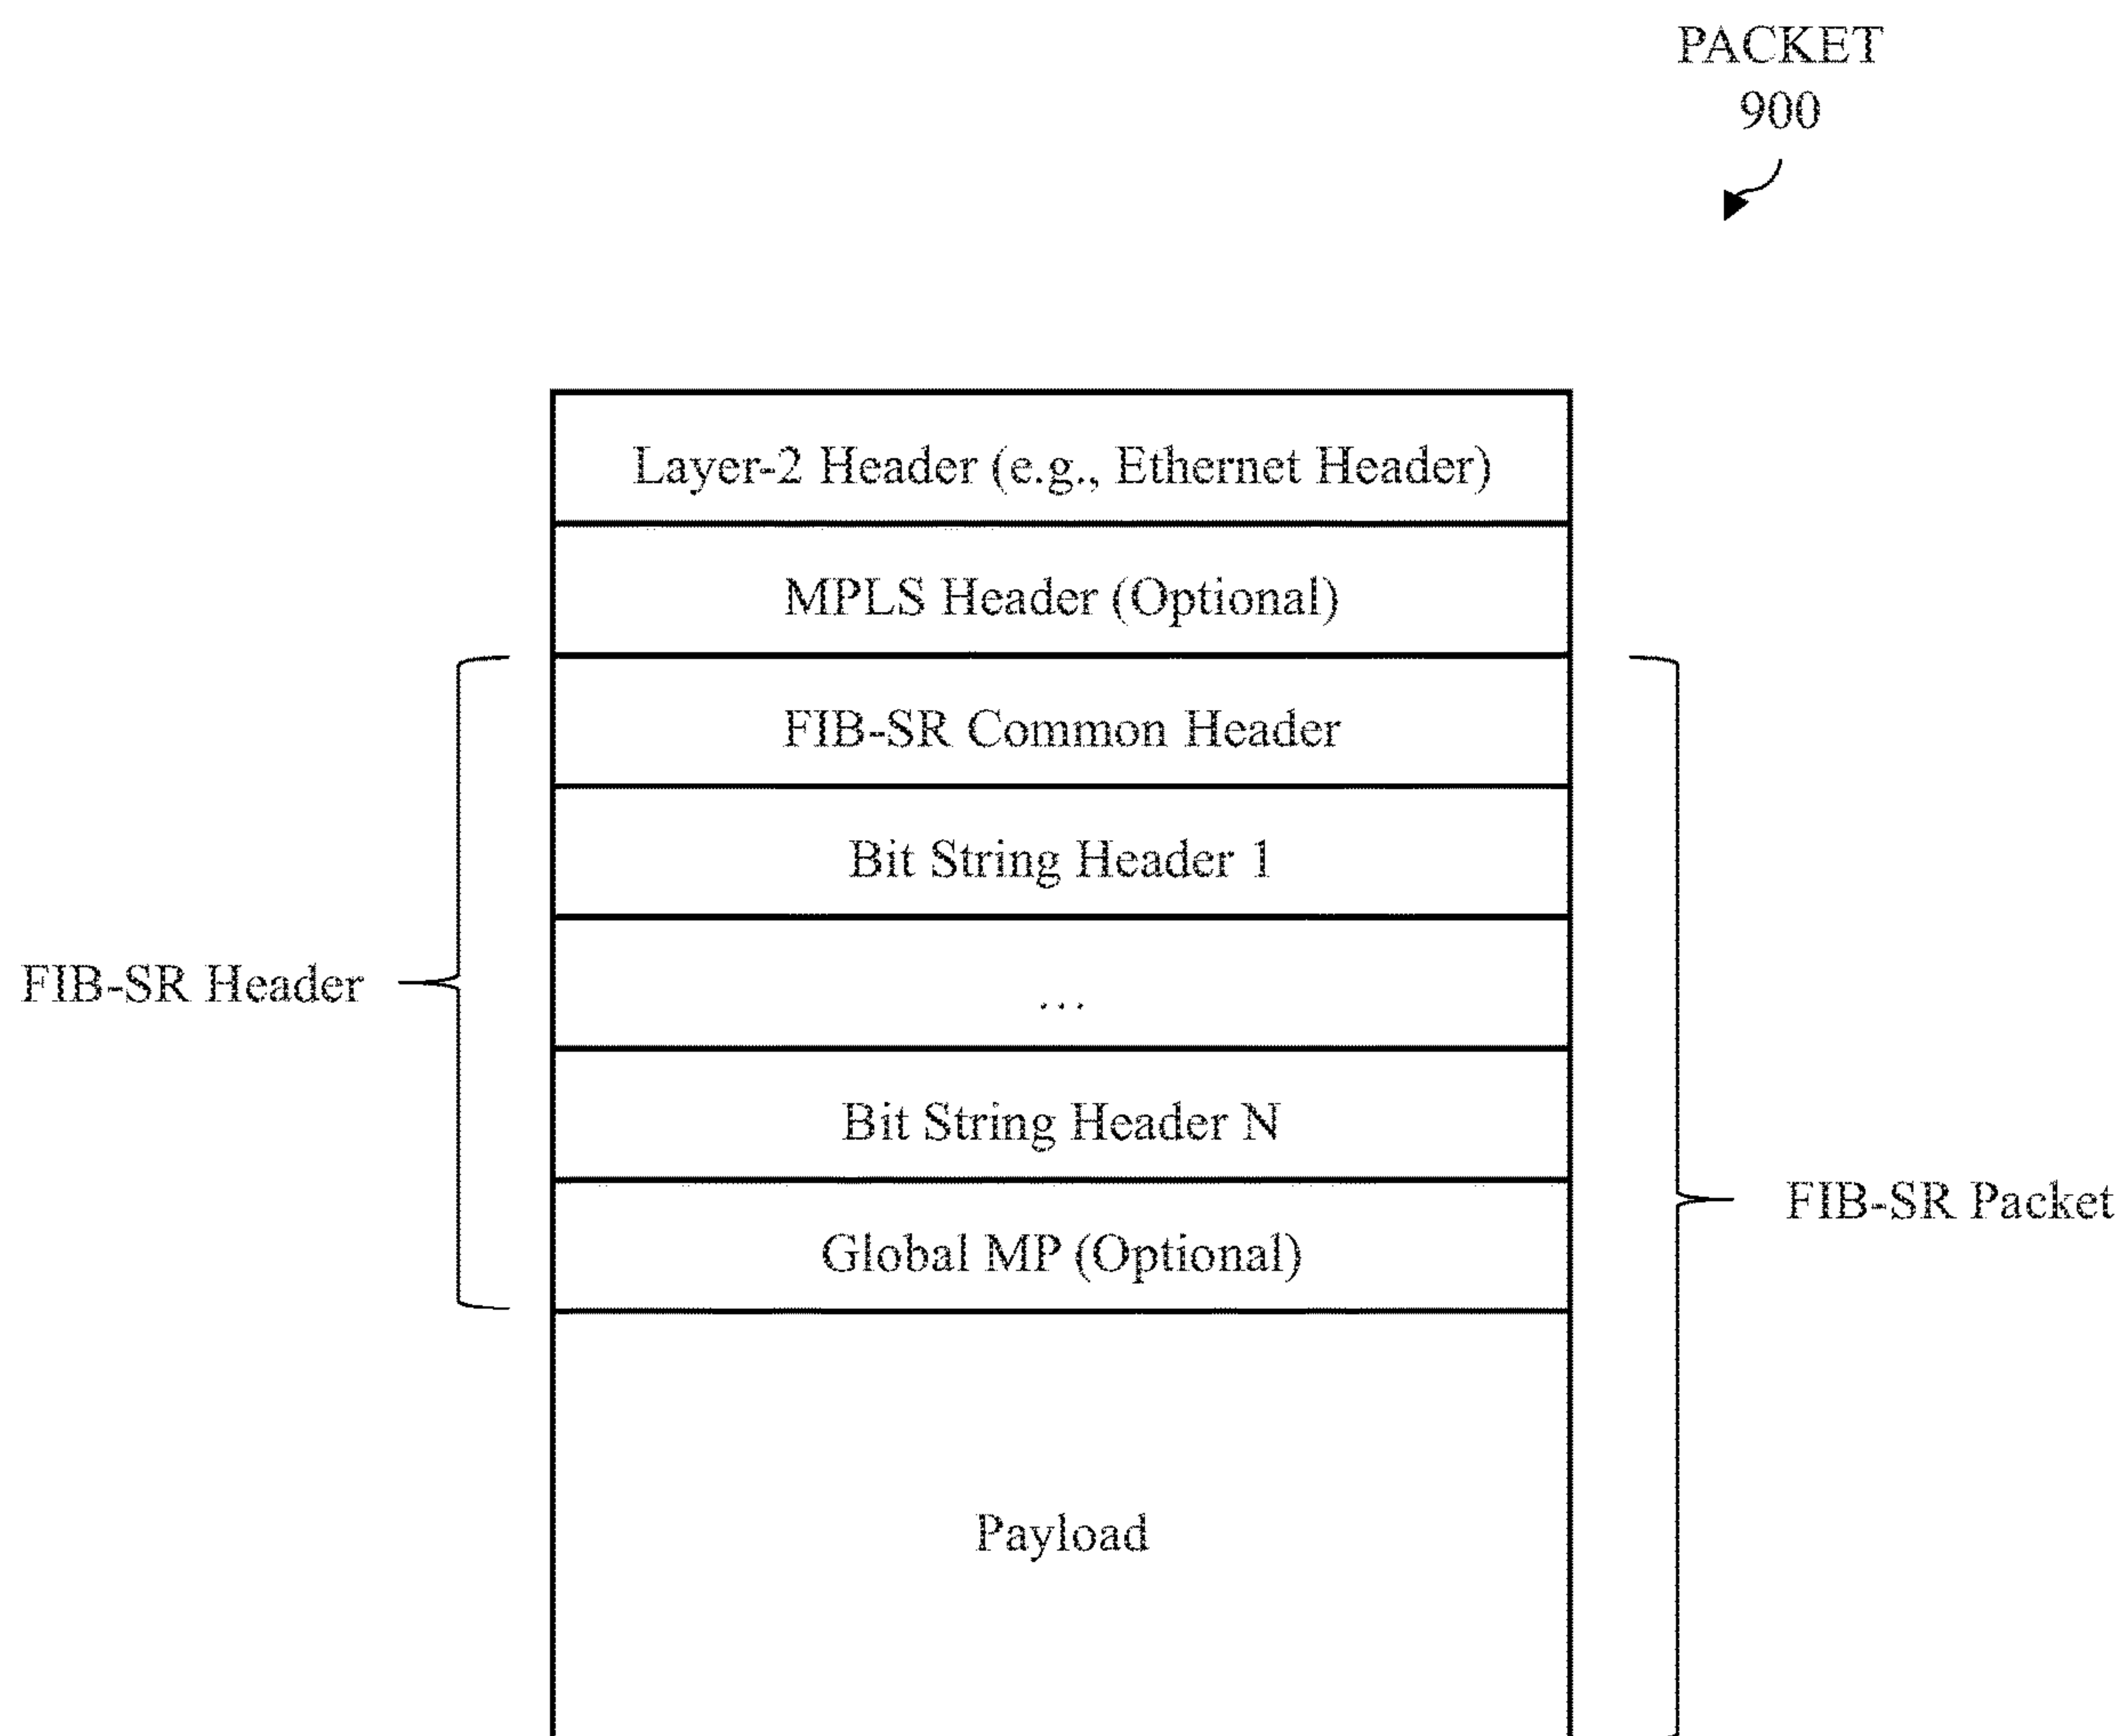 PACKET
900
Layer-2 Header (e.g., Ethernet Header)
MPLS Header (Optional)
FIB-SR Common Header
Bit String Header 1
FIB-SR Header
...
Bit String Header N
FIB-SR Packet
Global MP (Optional)
Payload